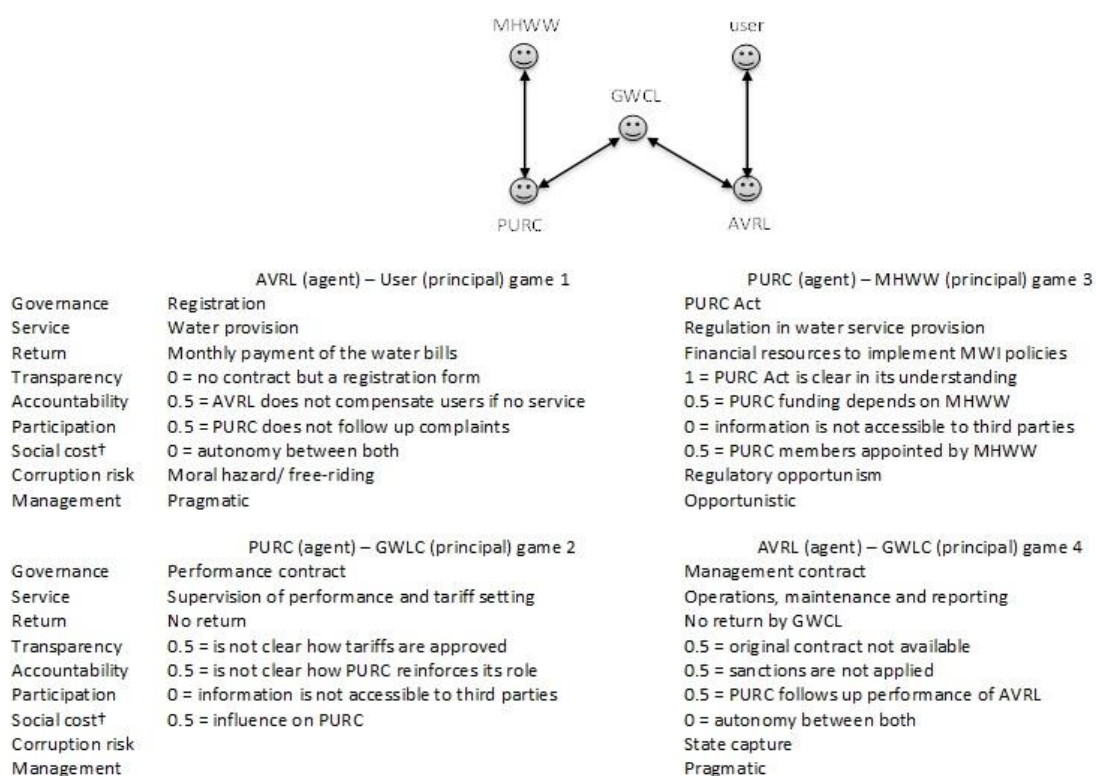 MHWW user
GWCL
PURC AVRL
AVRL (agent) – User (principal) game 1 PURC (agent) – MHWW (principal) game 3
Governance Registration PURC Act
Service Water provision Regulation in water service provision
Return Monthly payment of the water bills Financial resources to implement MWI policies
Transparency 0 = no contract but a registration form 1 = PURC Act is clear in its understanding
Accountability 0.5 = AVRL does not compensate users if no service 0.5 = PURC funding depends on MHWW
Participation 0.5 = PURC does not follow up complaints 0 = information is not accessible to third parties
Social cost† 0 = autonomy between both 0.5 = PURC members appointed by MHWW
Corruption risk Moral hazard/ free-riding Regulatory opportunism
Management Pragmatic Opportunistic
PURC (agent) – GWLC (principal) game 2 AVRL (agent) – GWLC (principal) game 4
Governance Performance contract Management contract
Service Supervision of performance and tariff setting Operations, maintenance and reporting
Return No return No return by GWCL
Transparency 0.5 = is not clear how tariffs are approved 0.5 = original contract not available
Accountability 0.5 = is not clear how PURC reinforces its role 0.5 = sanctions are not applied
Participation 0 = information is not accessible to third parties 0.5 = PURC follows up performance of AVRL
Social cost† 0.5 = influence on PURC 0 = autonomy between both
Corruption risk State capture
Management Pragmatic